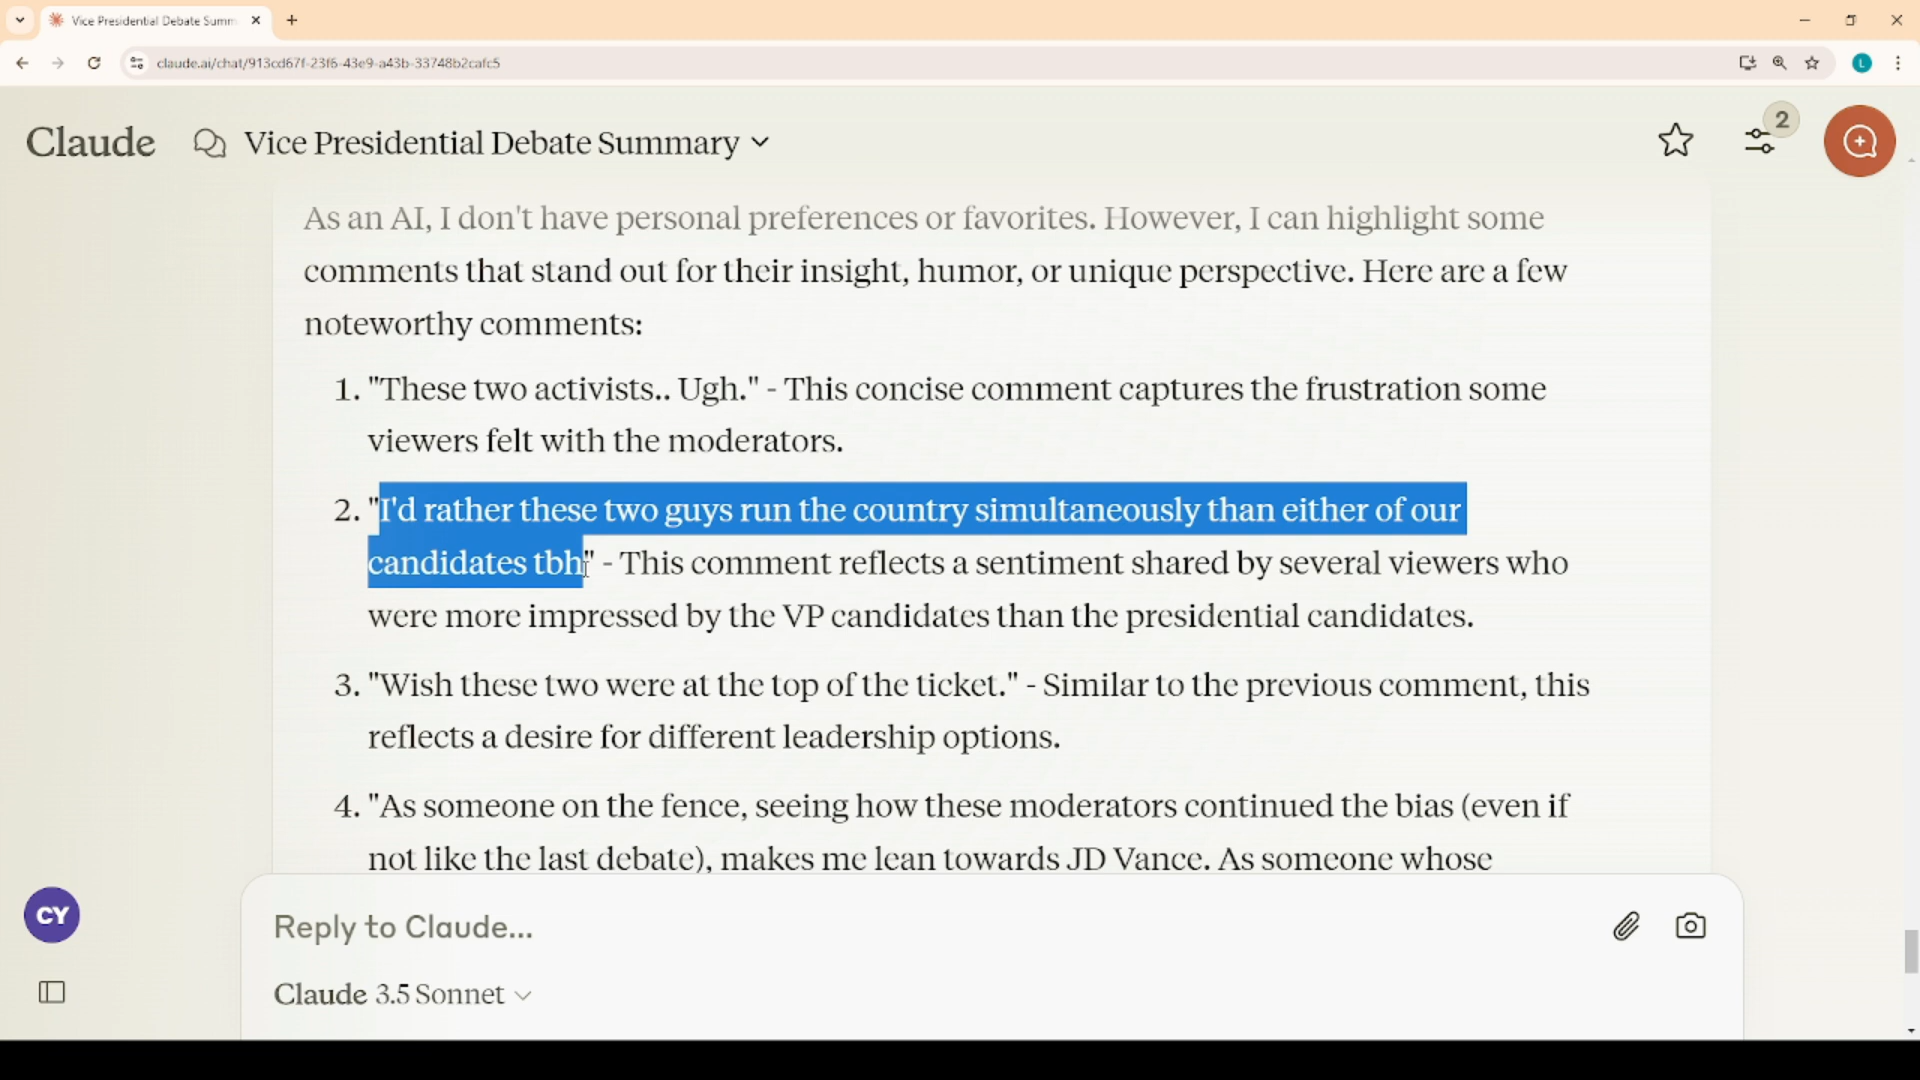 Vice Presidential Debate Summ
claude.ai/chat/913cd67f-23f6-43e9-a43b-33748b2cafc5
L
Claude
Vice Presidential Debate Summary
2
As an AI, I don't have personal preferences or favorites. However, I can highlight some
comments that stand out for their insight, humor, or unique perspective. Here are a few
noteworthy comments:
1. "These two activists.. Ugh." - This concise comment captures the frustration some
viewers felt with the moderators.
2. "I'd rather these two guys run the country simultaneously than either of our
candidates tbh" - This comment reflects a sentiment shared by several viewers who
were more impressed by the VP candidates than the presidential candidates.
3. "Wish these two were at the top of the ticket." - Similar to the previous comment, this
reflects a desire for different leadership options.
4. "As someone on the fence, seeing how these moderators continued the bias (even if
not like the last debate), makes me lean towards JD Vance. As someone whose
CY
Reply to Claude...
Claude 3.5 Sonnet